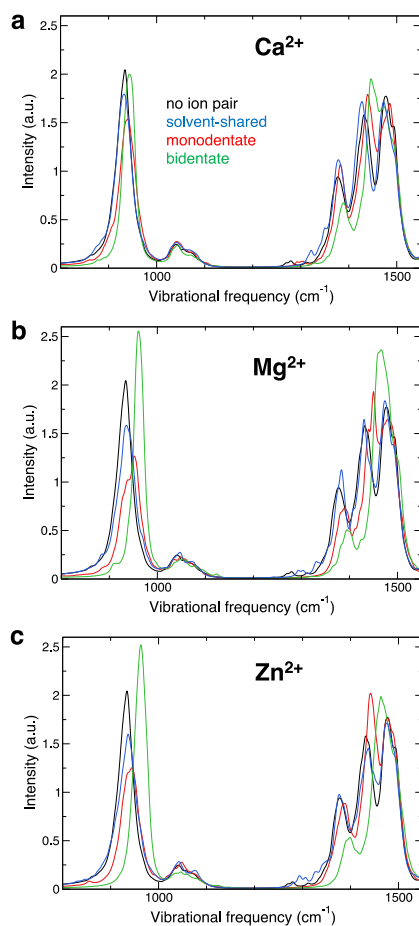 a
Ca2+
no ion pair
solvent-shared
monodentate
bidentate
Intensity (a.u.)
2.5
2
1.5
1
0.5
0
1000
1500
Vibrational frequency (cm-1)
b
Mg2+
Intensity (a.u.)
2.5
2
1.5
1
0.5
0
1000
1500
Vibrational frequency (cm-1)
c
Zn2+
Intensity (a.u.)
2.5
2
1.5
1
0.5
0
1000
1500
Vibrational frequency (cm-1)